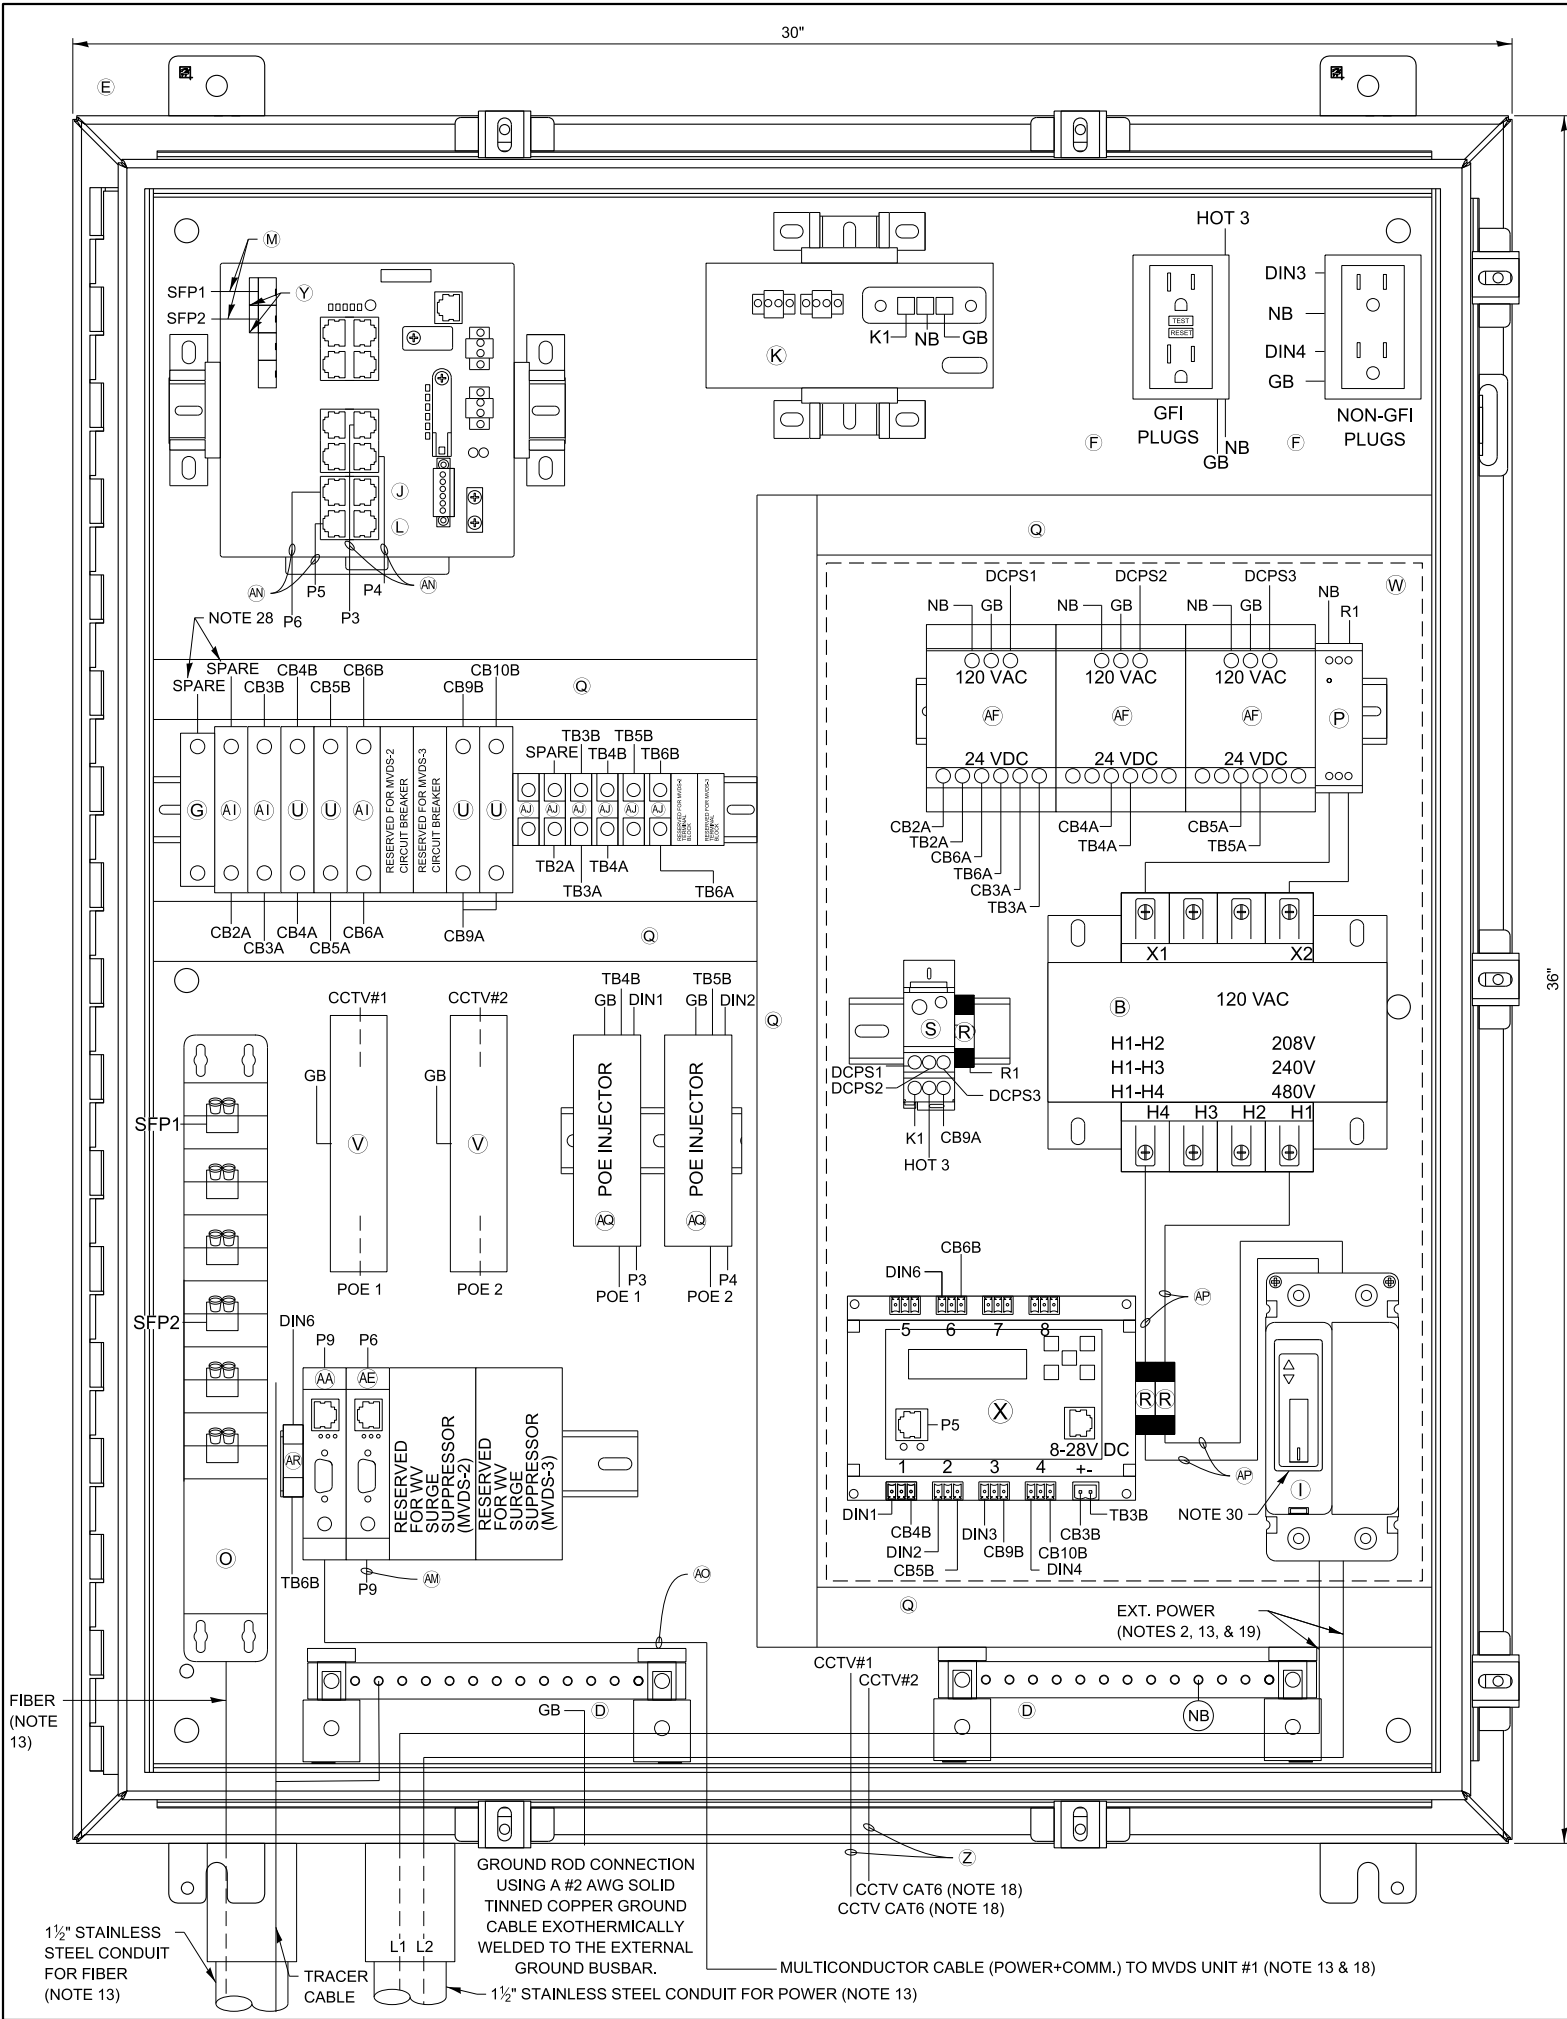 30"
E
HOT 3
M
SFP1
Y
SFP2
DIN3
NB
DIN4
GB
K1
NB
GB
K
TEST
RESET
GFI
PLUGS
NON-GFI
PLUGS
F
F
NB
GB
J
L
Q
AN
P5
P4
AN
P6
P3
NOTE 28
W
DCPS1
DCPS2
DCPS3
NB
GB
NB
GB
NB
GB
NB
R1
120 VAC
120 VAC
120 VAC
AF
AF
AF
P
24 VDC
24 VDC
24 VDC
SPARE
SPARE
CB3B
CB4B
CB5B
CB6B
CB9B
CB10B
Q
SPARE
TB3B
TB4B
TB5B
TB6B
G
AI
AI
U
U
AI
RESERVED FOR MVDS-2
CIRCUIT BREAKER
RESERVED FOR MVDS-3
CIRCUIT BREAKER
U
U
AJ
AJ
AJ
AJ
AJ
AJ
RESERVED FOR MVDS-2
TERMINAL
BLOCK
RESERVED FOR MVDS-3
TERMINAL
BLOCK
CB2A
TB2A
CB6A
TB6A
CB3A
TB3A
CB4A
TB4A
CB5A
TB5A
TB2A
TB3A
TB4A
TB6A
CB2A
CB3A
CB4A
CB5A
CB6A
CB9A
Q
X1
X2
B
120 VAC
H1-H2
208V
H1-H3
240V
H1-H4
480V
H4
H3
H2
H1
36"
CCTV#1
CCTV#2
TB4B
GB
DIN1
TB5B
GB
DIN2
Q
S
R
DCPS1
DCPS2
DCPS3
R1
K1
CB9A
HOT 3
GB
GB
V
V
POE INJECTOR
POE INJECTOR
AQ
AQ
SFP1
POE 1
POE 2
P3
POE 1
P4
POE 2
SFP2
DIN6
P9
P6
AA
AE
AR
RESERVED
FOR WV
SURGE
SUPPRESSOR
(MVDS-2)
RESERVED
FOR WV
SURGE
SUPPRESSOR
(MVDS-3)
O
TB6B
P9
AM
AO
DIN6
CB6B
5
6
7
8
X
P5
8-28V DC
1
2
3
4
+-
DIN1
CB4B
DIN2
CB5B
DIN3
CB9B
CB10B
DIN4
CB3B
TB3B
AP
R
R
AP
NOTE 30
I
Q
EXT. POWER
(NOTES 2, 13, & 19)
CCTV#1
CCTV#2
FIBER
(NOTE
13)
GB
D
D
NB
GROUND ROD CONNECTION
USING A #2 AWG SOLID
TINNED COPPER GROUND
CABLE EXOTHERMICALLY
WELDED TO THE EXTERNAL
GROUND BUSBAR.
Z
CCTV CAT6 (NOTE 18)
CCTV CAT6 (NOTE 18)
1½" STAINLESS
STEEL CONDUIT
FOR FIBER
(NOTE 13)
TRACER
CABLE
L1
L2
MULTICONDUCTOR CABLE (POWER+COMM.) TO MVDS UNIT #1 (NOTE 13 & 18)
1½" STAINLESS STEEL CONDUIT FOR POWER (NOTE 13)